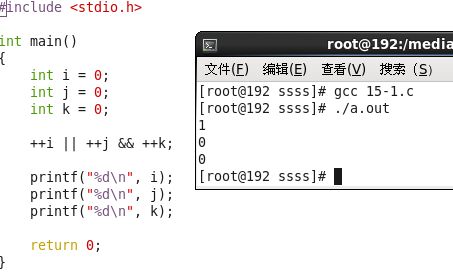 #include <stdio.h>
int main()
{
    int i = 0;
    int j = 0;
    int k = 0;
    ++i || ++j && ++k;
    printf("%d\n", i);
    printf("%d\n", j);
    printf("%d\n", k);
    return 0;
}
root@192:/media
文件(F) 编辑(E) 查看(V) 搜索(S)
[root@192 ssss]# gcc 15-1.c
[root@192 ssss]# ./a.out
1
0
0
[root@192 ssss]#